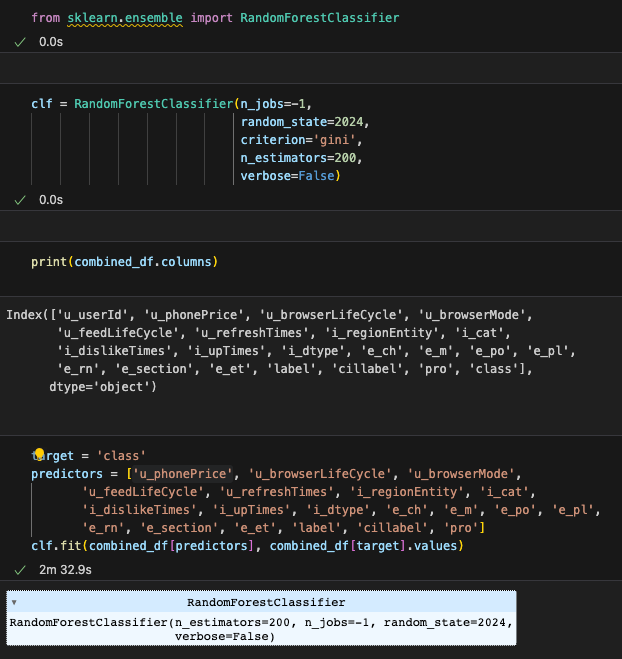 from sklearn.ensemble import RandomForestClassifier
0.0s
clf = RandomForestClassifier(n_jobs=-1,
random_state=2024,
criterion='gini',
n_estimators=200,
verbose=False)
0.0s
print(combined_df.columns)
Index(['u_userId', 'u_phonePrice', 'u_browserLifeCycle', 'u_browserMode',
'u_feedLifeCycle', 'u_refreshTimes', 'i_regionEntity', 'i_cat',
'i_dislikeTimes', 'i_upTimes', 'i_dtype', 'e_ch', 'e_m', 'e_po', 'e_pl',
'e_rn', 'e_section', 'e_et', 'label', 'cillabel', 'pro', 'class'],
dtype='object')
target = 'class'
predictors = ['u_phonePrice', 'u_browserLifeCycle', 'u_browserMode',
'u_feedLifeCycle', 'u_refreshTimes', 'i_regionEntity', 'i_cat',
'i_dislikeTimes', 'i_upTimes', 'i_dtype', 'e_ch', 'e_m', 'e_po', 'e_pl',
'e_rn', 'e_section', 'e_et', 'label', 'cillabel', 'pro']
clf.fit(combined_df[predictors], combined_df[target].values)
2m 32.9s
RandomForestClassifier
RandomForestClassifier(n_estimators=200, n_jobs=-1, random_state=2024,
verbose=False)